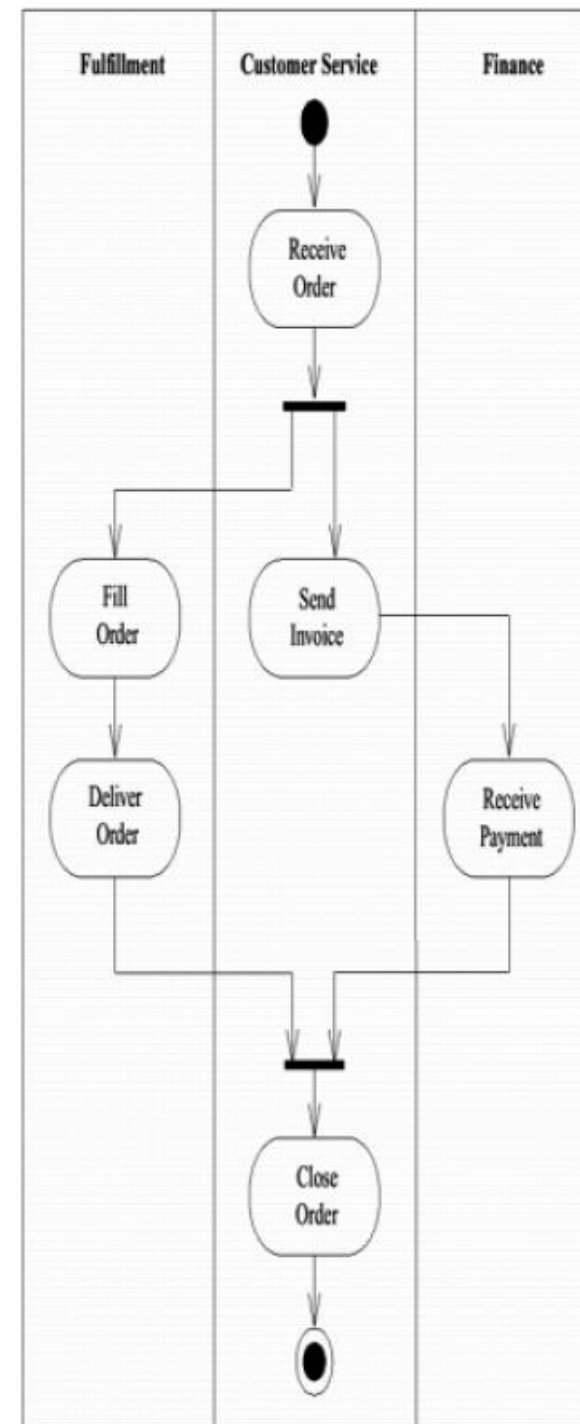 Fulfillment
Customer Service
Finance
Receive
Order
Fill
Order
Send
Invoice
Deliver
Order
Receive
Payment
Close
Order